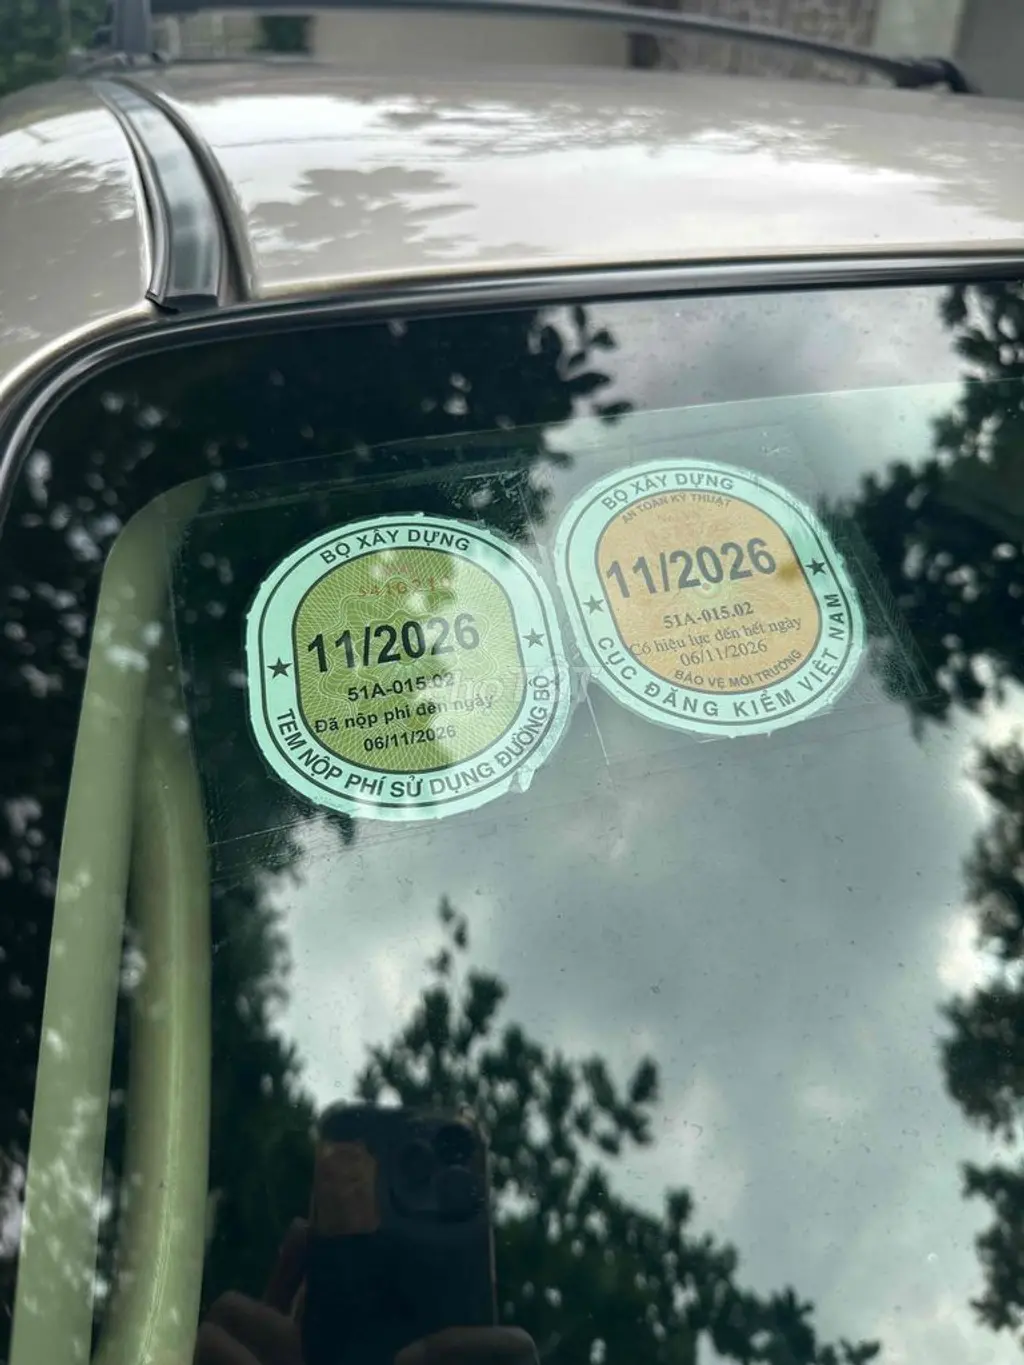 BỘ XÂY DỰNG
11/2026
51A-015.02
Đã nộp phí đến ngày
06/11/2026
TEM NỘP PHÍ SỬ DỤNG ĐƯỜNG BỘ
BỘ XÂY DỰNG
AN TOÀN KỸ THUẬT
11/2026
51A-015.02
Có hiệu lực đến hết ngày
06/11/2026
BẢO VỆ MÔI TRƯỜNG
CỤC ĐĂNG KIỂM VIỆT NAM